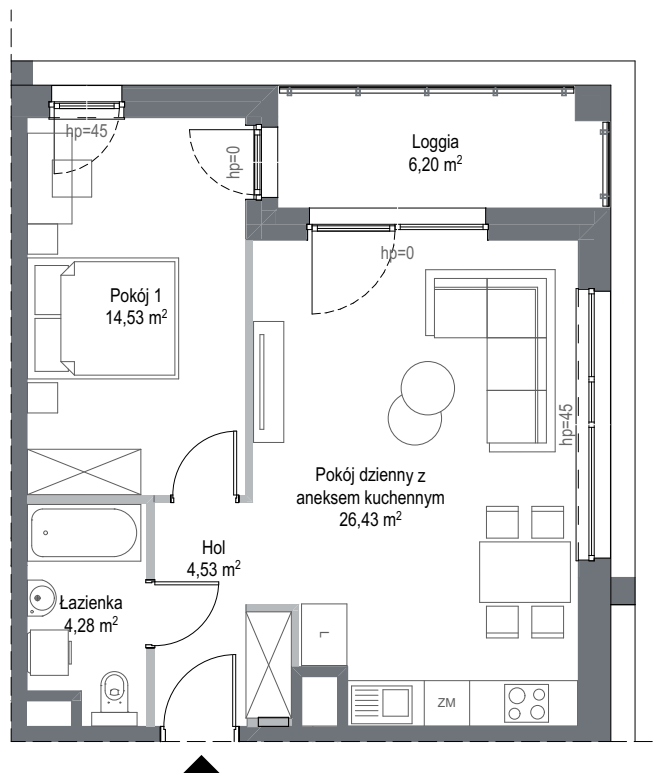 hp=45
hp=0
Loggia
6,20 m²
hp=0
Pokój 1
14,53 m²
hp=45
Pokój dzienny z
aneksem kuchennym
26,43 m²
Hol
4,53 m²
Łazienka
4,28 m²
L
ZM